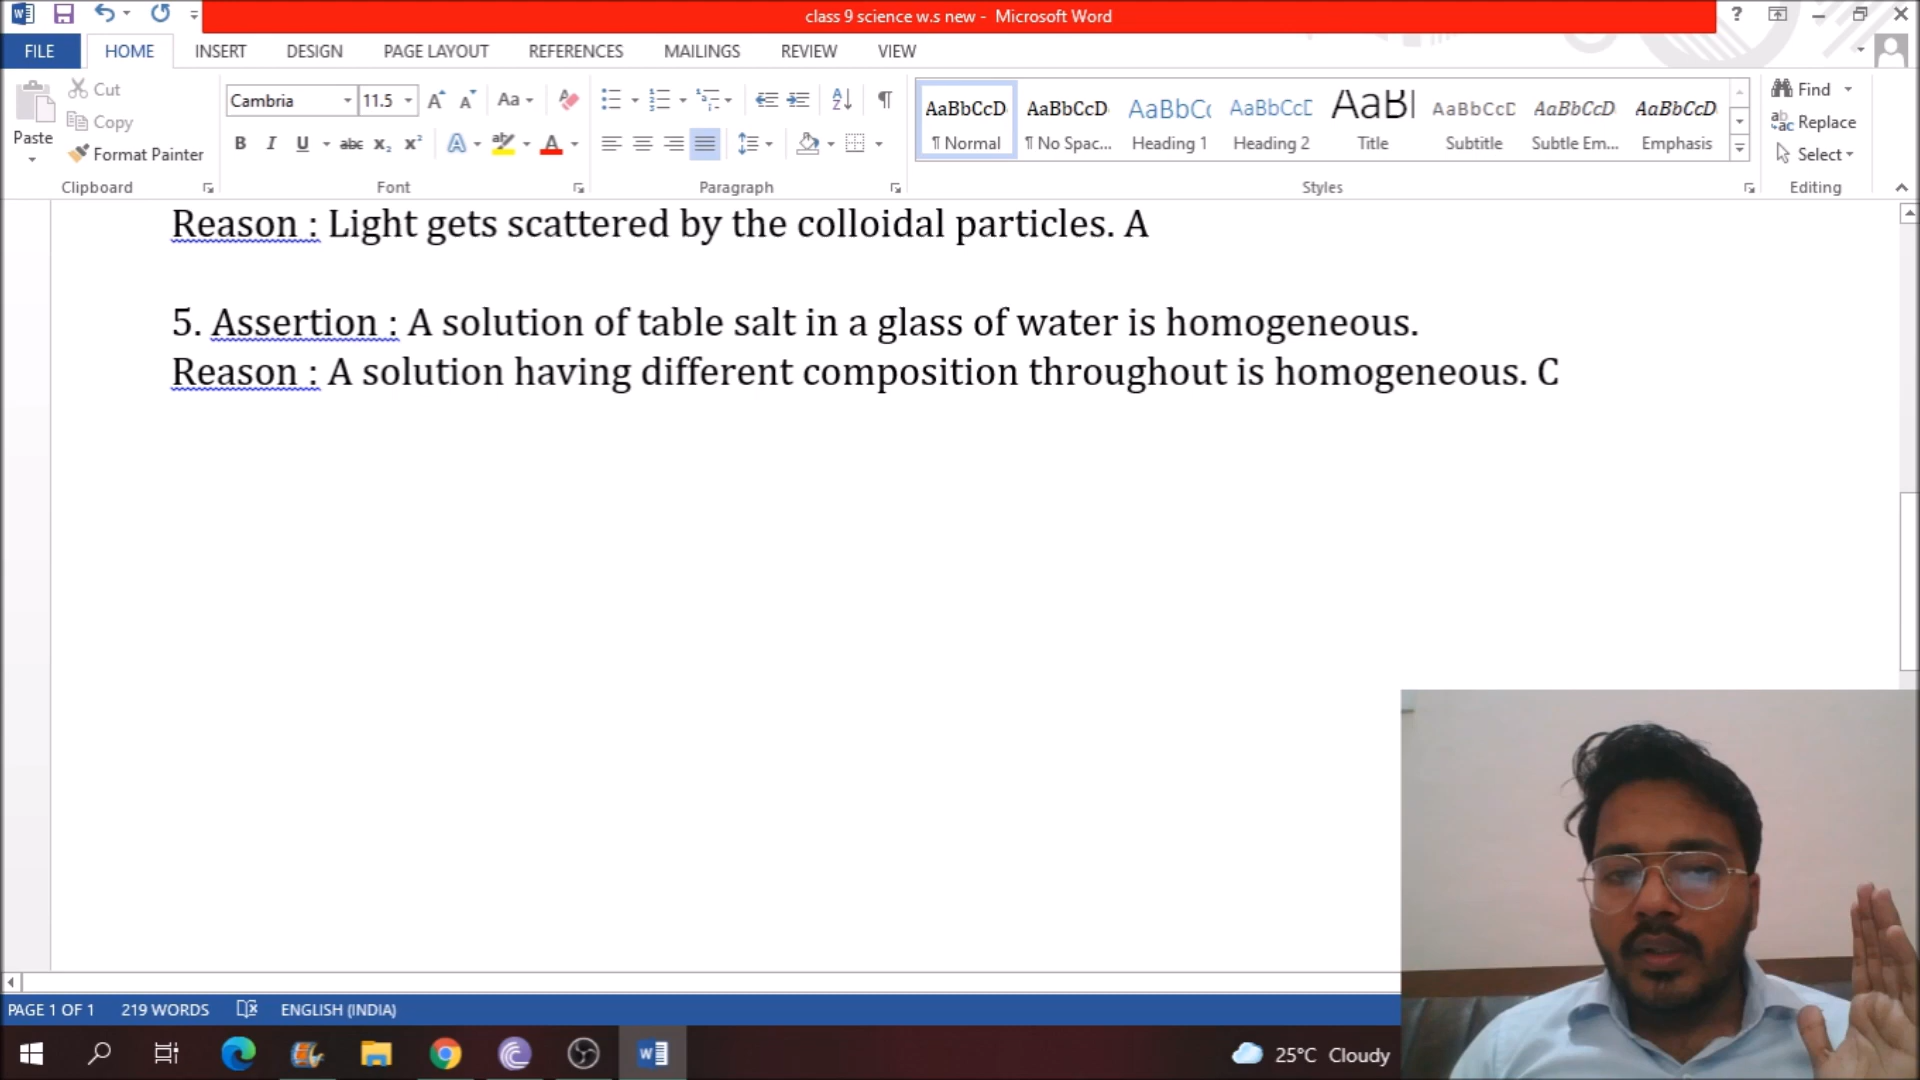 class 9 science w.s new - Microsoft Word
FILE HOME INSERT DESIGN PAGE LAYOUT REFERENCES MAILINGS REVIEW VIEW
Paste
Cut
Copy
Format Painter
Clipboard
Cambria 11.5
Font
Paragraph
AaBbCcD AaBbCcD AaBbC AaBbCcD AaB AaBbCcD AaBbCcD AaBbCcD
¶ Normal ¶ No Spac... Heading 1 Heading 2 Title Subtitle Subtle Em... Emphasis
Styles
Find
Replace
Select
Editing
Reason : Light gets scattered by the colloidal particles. A
5. Assertion : A solution of table salt in a glass of water is homogeneous.
Reason : A solution having different composition throughout is homogeneous. C
PAGE 1 OF 1 219 WORDS ENGLISH (INDIA)
25°C Cloudy